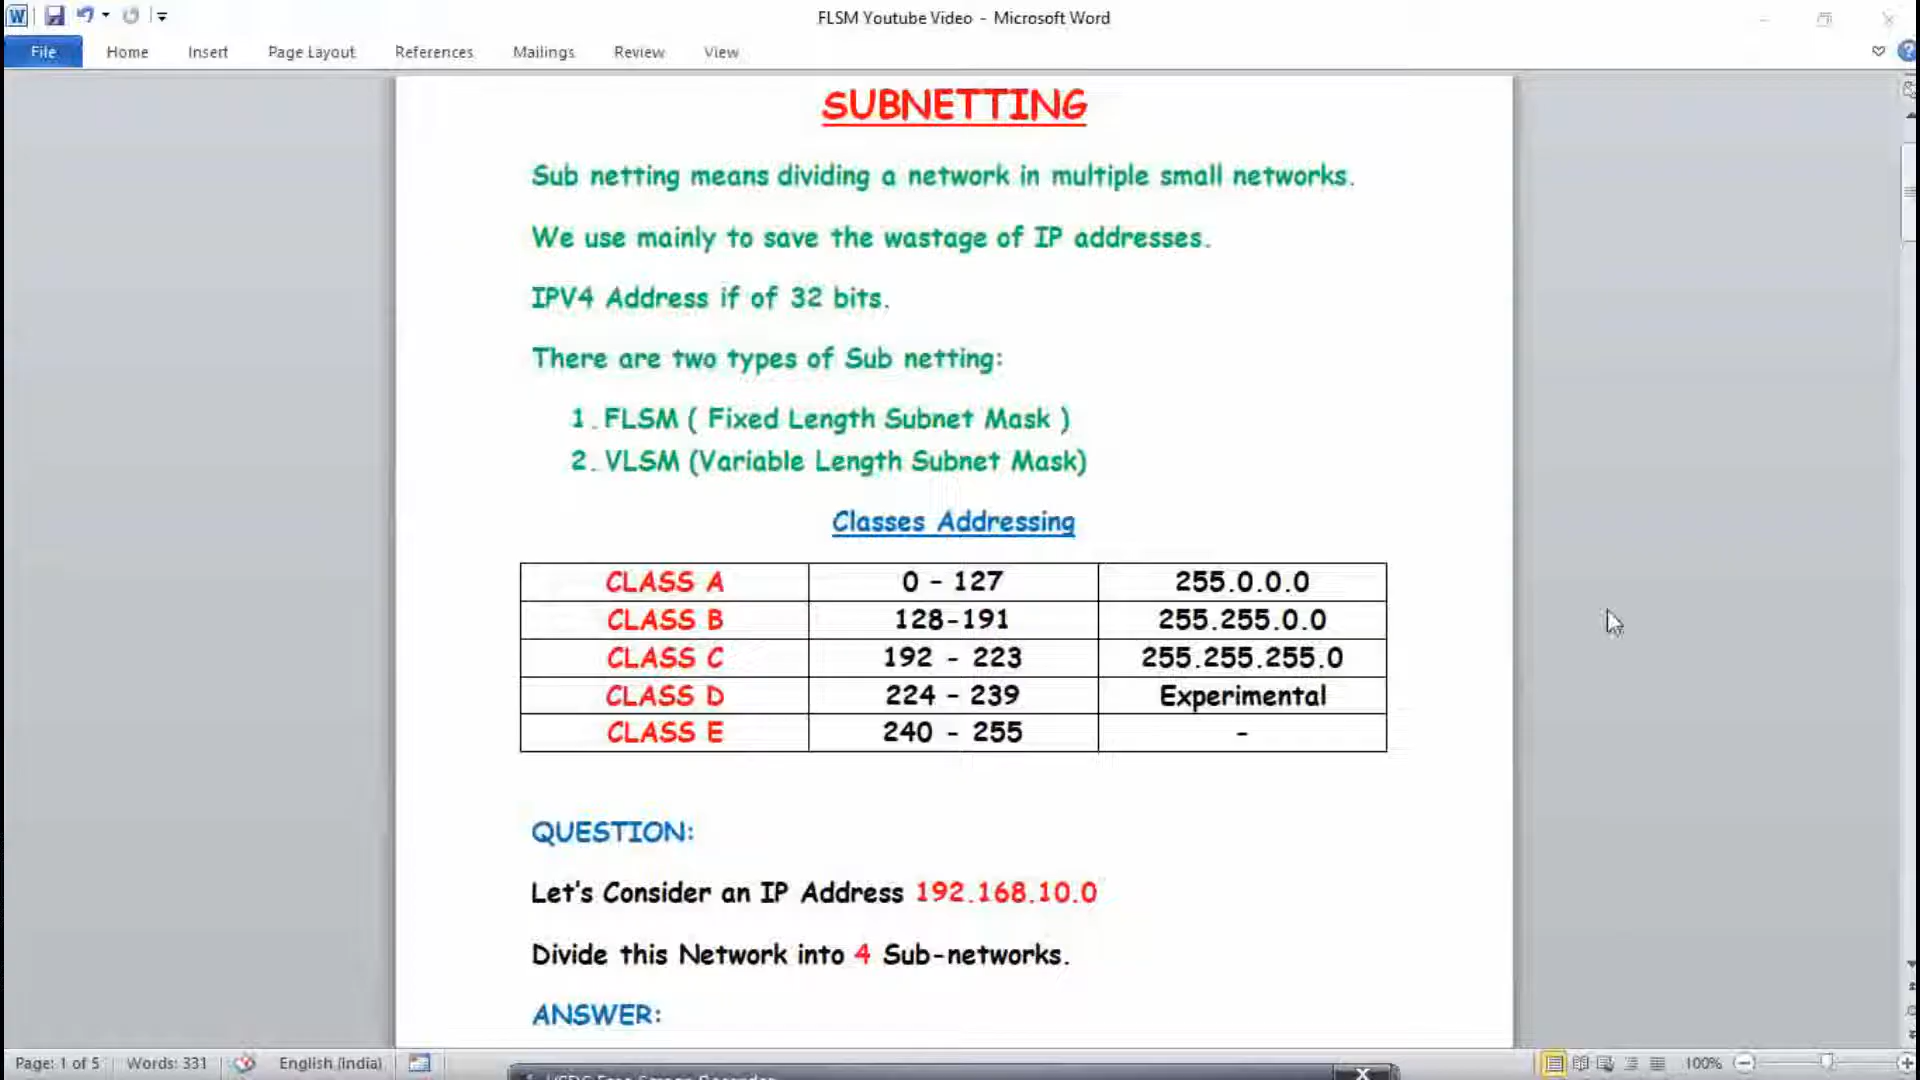 FLSM Youtube Video - Microsoft Word
File Home Insert Page Layout References Mailings Review View
SUBNETTING
Sub netting means dividing a network in multiple small networks.
We use mainly to save the wastage of IP addresses.
IPV4 Address if of 32 bits.
There are two types of Sub netting:
1. FLSM ( Fixed Length Subnet Mask )
2. VLSM (Variable Length Subnet Mask)
Classes Addressing
CLASS A 0 - 127 255.0.0.0
CLASS B 128-191 255.255.0.0
CLASS C 192 - 223 255.255.255.0
CLASS D 224 - 239 Experimental
CLASS E 240 - 255 -
QUESTION:
Let's Consider an IP Address 192.168.10.0
Divide this Network into 4 Sub-networks.
ANSWER:
Page: 1 of 5 Words: 331 English (India) 100%